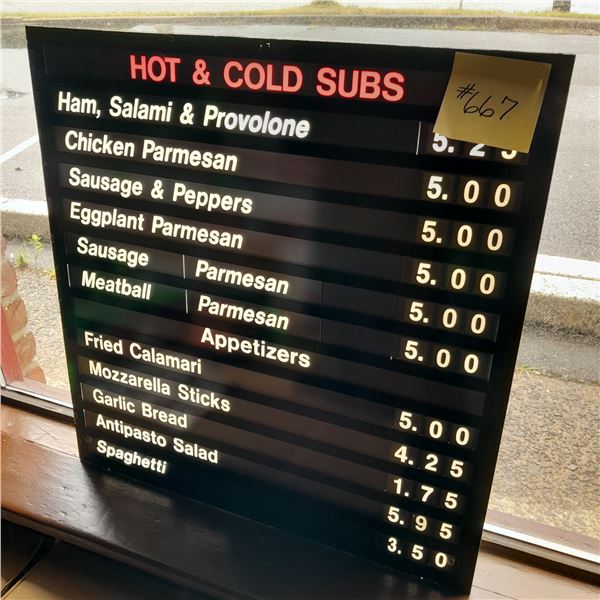 HOT & COLD SUBS
#667
Ham, Salami & Provolone 5.25
Chicken Parmesan 5.00
Sausage & Peppers 5.00
Eggplant Parmesan 5.00
Sausage Parmesan 5.00
Meatball Parmesan 5.00
Appetizers
Fried Calamari 5.00
Mozzarella Sticks 4.25
Garlic Bread 1.75
Antipasto Salad 5.95
Spaghetti 3.50